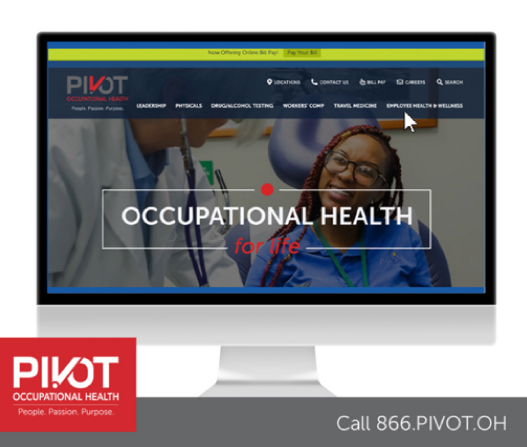 Now Offering Online Bill Pay! Pay Your Bill
PIVOT
OCCUPATIONAL HEALTH
People. Passion. Purpose.
LOCATIONS CONTACT US BILL PAY CAREERS SEARCH
LEADERSHIP PHYSICALS DRUG/ALCOHOL TESTING WORKERS' COMP TRAVEL MEDICINE EMPLOYEE HEALTH & WELLNESS
OCCUPATIONAL HEALTH
for life
PIVOT
OCCUPATIONAL HEALTH
People. Passion. Purpose.
Call 866.PIVOT.OH